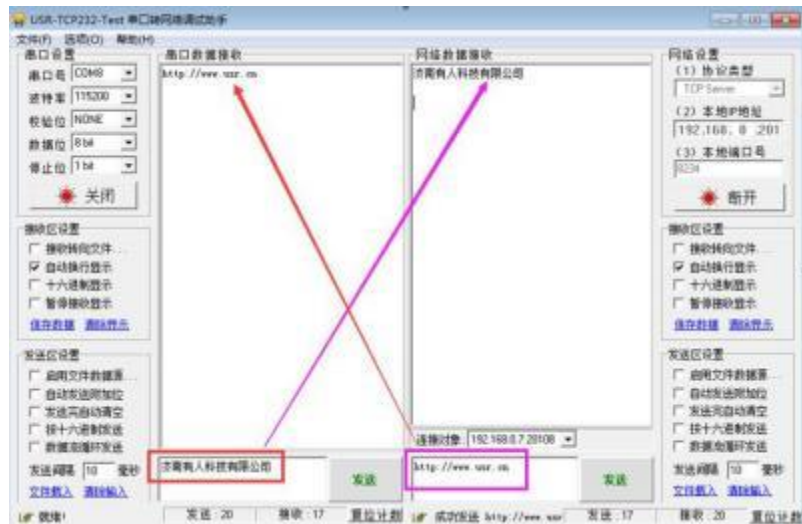 USR-TCP232-Test 串口转网络调试助手
文件(F) 选项(O) 帮助(H)
串口设置
串口号 COM8
波特率 115200
校验位 NONE
数据位 8 bit
停止位 1 bit
关闭
接收区设置
接收转向文件...
自动换行显示
十六进制显示
暂停接收显示
保存数据 清除显示
发送区设置
启用文件数据源...
自动发送附加位
发送完自动清空
按十六进制发送
数据流循环发送
发送间隔 10 毫秒
文件载入 清除输入
串口数据接收
http://www.usr.cn
济南有人科技有限公司
发送
网络数据接收
济南有人科技有限公司
连接对象: 192.168.0.7:20108
http://www.usr.cn
发送
网络设置
(1) 协议类型
TCP Server
(2) 本地IP地址
192.168. 0 .201
(3) 本地端口号
8234
断开
接收区设置
接收转向文件...
自动换行显示
十六进制显示
暂停接收显示
保存数据 清除显示
发送区设置
启用文件数据源...
自动发送附加位
发送完自动清空
按十六进制发送
数据流循环发送
发送间隔 10 毫秒
文件载入 清除输入
就绪! 发送:20 接收:17 复位计数
成功发送 http://www.usr 发送:17 接收:20 复位计数